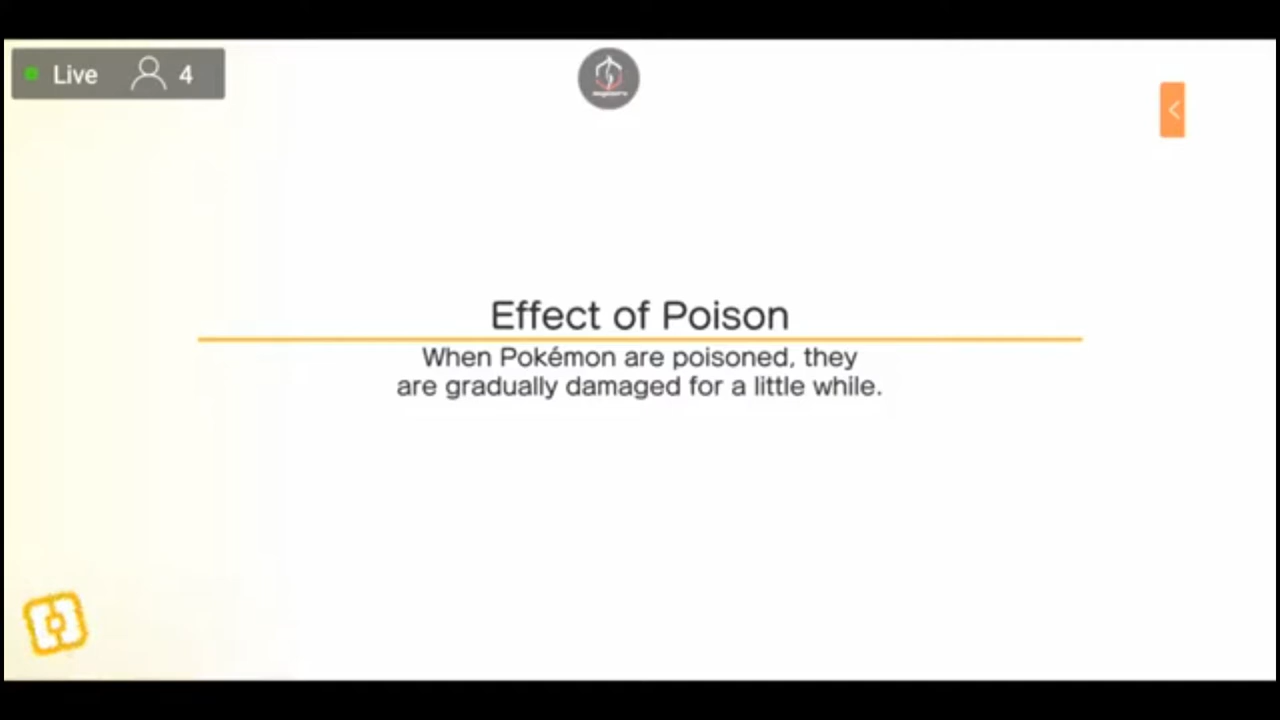 Live 4
Effect of Poison
When Pokémon are poisoned, they
are gradually damaged for a little while.